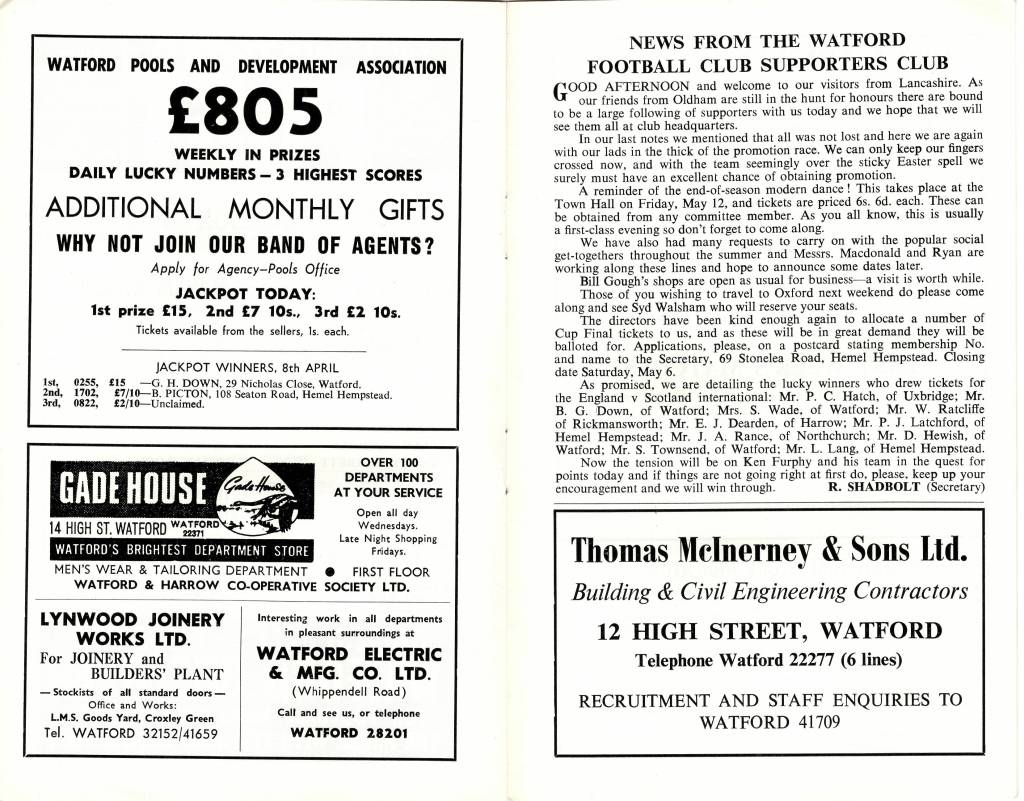 WATFORD POOLS AND DEVELOPMENT ASSOCIATION
£805
WEEKLY IN PRIZES
DAILY LUCKY NUMBERS – 3 HIGHEST SCORES
ADDITIONAL MONTHLY GIFTS
WHY NOT JOIN OUR BAND OF AGENTS?
Apply for Agency–Pools Office
JACKPOT TODAY:
1st prize £15, 2nd £7 10s., 3rd £2 10s.
Tickets available from the sellers, 1s. each.
JACKPOT WINNERS, 8th APRIL
1st, 0255, £15 —G. H. DOWN, 29 Nicholas Close, Watford.
2nd, 1702, £7/10—B. PICTON, 108 Seaton Road, Hemel Hempstead.
3rd, 0822, £2/10—Unclaimed.
GADE HOUSE
Gade House
14 HIGH ST. WATFORD WATFORD 22371
WATFORD'S BRIGHTEST DEPARTMENT STORE
OVER 100
DEPARTMENTS
AT YOUR SERVICE
Open all day
Wednesdays.
Late Night Shopping
Fridays.
MEN'S WEAR & TAILORING DEPARTMENT ● FIRST FLOOR
WATFORD & HARROW CO-OPERATIVE SOCIETY LTD.
LYNWOOD JOINERY
WORKS LTD.
For JOINERY and
BUILDERS' PLANT
— Stockists of all standard doors —
Office and Works:
L.M.S. Goods Yard, Croxley Green
Tel. WATFORD 32152/41659
Interesting work in all departments
in pleasant surroundings at
WATFORD ELECTRIC
& MFG. CO. LTD.
(Whippendell Road)
Call and see us, or telephone
WATFORD 28201
NEWS FROM THE WATFORD
FOOTBALL CLUB SUPPORTERS CLUB
GOOD AFTERNOON and welcome to our visitors from Lancashire. As
our friends from Oldham are still in the hunt for honours there are bound
to be a large following of supporters with us today and we hope that we will
see them all at club headquarters.
In our last notes we mentioned that all was not lost and here we are again
with our lads in the thick of the promotion race. We can only keep our fingers
crossed now, and with the team seemingly over the sticky Easter spell we
surely must have an excellent chance of obtaining promotion.
A reminder of the end-of-season modern dance! This takes place at the
Town Hall on Friday, May 12, and tickets are priced 6s. 6d. each. These can
be obtained from any committee member. As you all know, this is usually
a first-class evening so don't forget to come along.
We have also had many requests to carry on with the popular social
get-togethers throughout the summer and Messrs. Macdonald and Ryan are
working along these lines and hope to announce some dates later.
Bill Gough's shops are open as usual for business—a visit is worth while.
Those of you wishing to travel to Oxford next weekend do please come
along and see Syd Walsham who will reserve your seats.
The directors have been kind enough again to allocate a number of
Cup Final tickets to us, and as these will be in great demand they will be
balloted for. Applications, please, on a postcard stating membership No.
and name to the Secretary, 69 Stonelea Road, Hemel Hempstead. Closing
date Saturday, May 6.
As promised, we are detailing the lucky winners who drew tickets for
the England v Scotland international: Mr. P. C. Hatch, of Uxbridge; Mr.
B. G. Down, of Watford; Mrs. S. Wade, of Watford; Mr. W. Ratcliffe
of Rickmansworth; Mr. E. J. Dearden, of Harrow; Mr. P. J. Latchford, of
Hemel Hempstead; Mr. J. A. Rance, of Northchurch; Mr. D. Hewish, of
Watford; Mr. S. Townsend, of Watford; Mr. L. Lang, of Hemel Hempstead.
Now the tension will be on Ken Furphy and his team in the quest for
points today and if things are not going right at first do, please, keep up your
encouragement and we will win through. R. SHADBOLT (Secretary)
Thomas McInerney & Sons Ltd.
Building & Civil Engineering Contractors
12 HIGH STREET, WATFORD
Telephone Watford 22277 (6 lines)
RECRUITMENT AND STAFF ENQUIRIES TO
WATFORD 41709